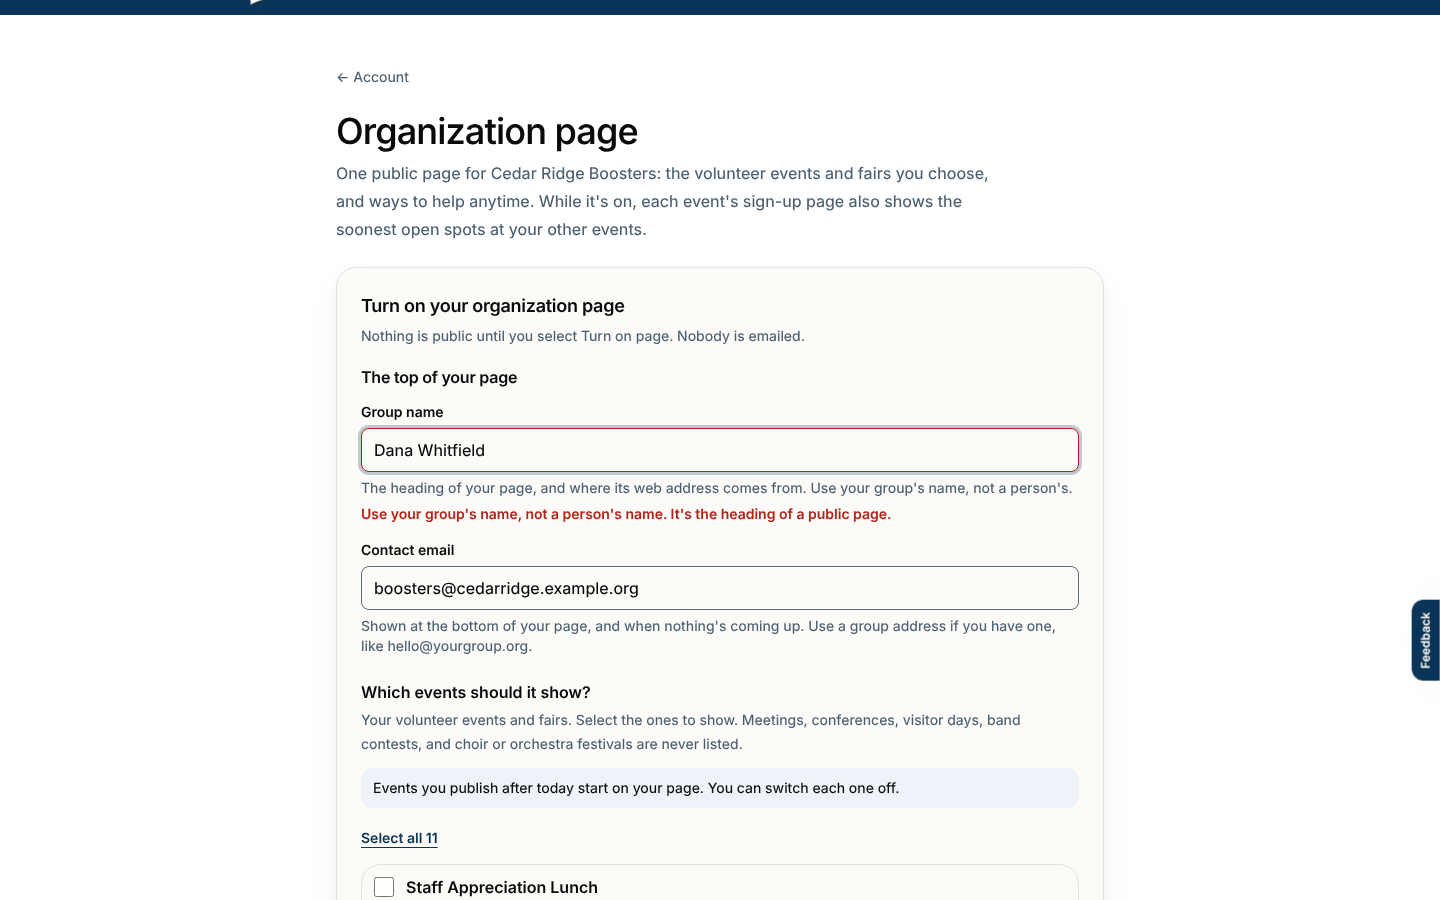 ← Account
Organization page
One public page for Cedar Ridge Boosters: the volunteer events and fairs you choose,
and ways to help anytime. While it's on, each event's sign-up page also shows the
soonest open spots at your other events.
Turn on your organization page
Nothing is public until you select Turn on page. Nobody is emailed.
The top of your page
Group name
Dana Whitfield
The heading of your page, and where its web address comes from. Use your group's name, not a person's.
Use your group's name, not a person's name. It's the heading of a public page.
Contact email
boosters@cedarridge.example.org
Shown at the bottom of your page, and when nothing's coming up. Use a group address if you have one,
like hello@yourgroup.org.
Which events should it show?
Your volunteer events and fairs. Select the ones to show. Meetings, conferences, visitor days, band
contests, and choir or orchestra festivals are never listed.
Events you publish after today start on your page. You can switch each one off.
Select all 11
Staff Appreciation Lunch
Feedback